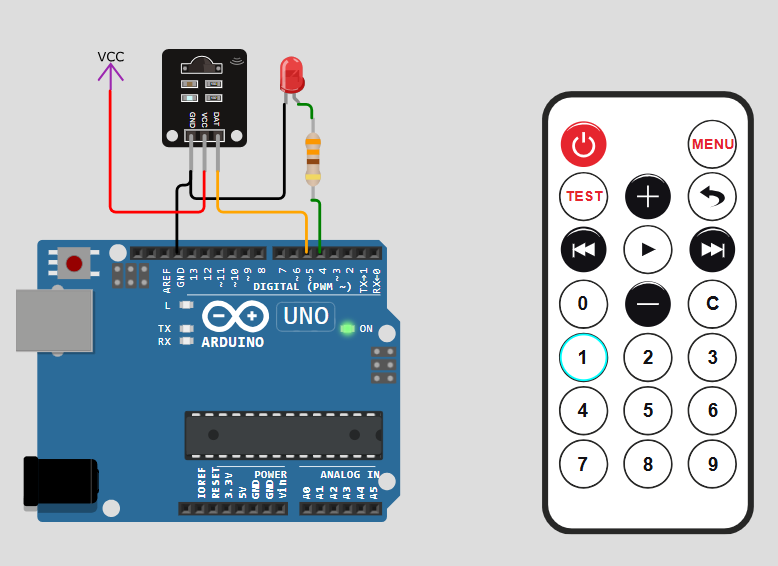 VCC
GND
VCC
DAT
MENU
TEST
0
C
1
2
3
4
5
6
7
8
9
AREF
GND
13
12
~11
~10
~9
8
7
~6
~5
4
~3
2
TX→1
RX←0
DIGITAL (PWM ~)
L
TX
RX
UNO
ON
ARDUINO
POWER
ANALOG IN
IOREF
RESET
3.3V
5V
GND
GND
Vin
A0
A1
A2
A3
A4
A5